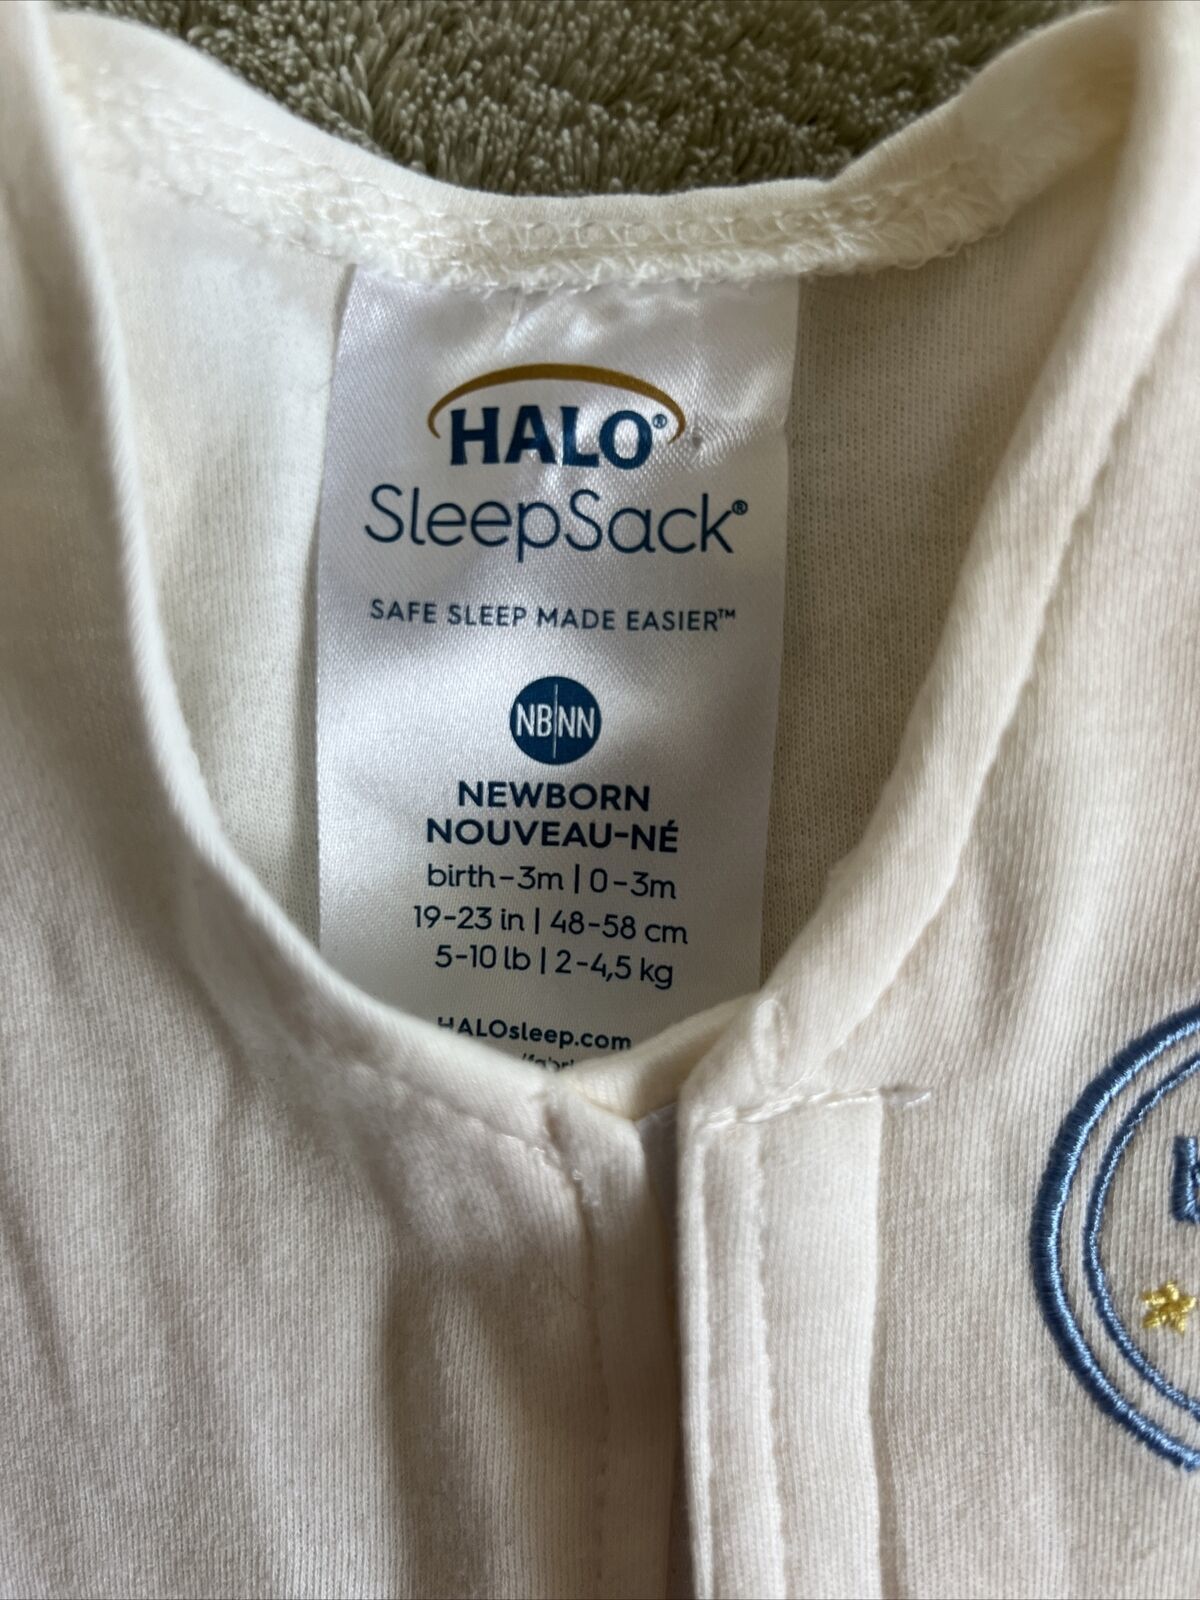 HALO®
SleepSack®
SAFE SLEEP MADE EASIER™
NB|NN
NEWBORN
NOUVEAU-NÉ
birth-3m | 0-3m
19-23 in | 48-58 cm
5-10 lb | 2-4,5 kg
HALOsleep.com